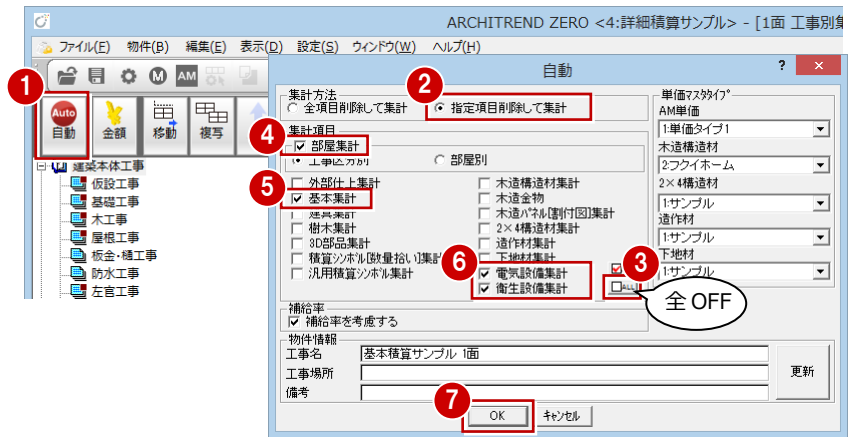 ARCHITREND ZERO <4:詳細積算サンプル> - [1面 工事別集
ファイル(F) 物件(B) 編集(E) 表示(D) 設定(S) ウィンドウ(W) ヘルプ(H)
AM
1
Auto
自動
金額
移動
複写
建築本体工事
仮設工事
基礎工事
木工事
屋根工事
板金・樋工事
防水工事
左官工事
自動
? ×
集計方法
2
全項目削除して集計
指定項目削除して集計
集計項目
4
部屋集計
工事区分別
部屋別
5
外部仕上集計
基本集計
建具集計
樹木集計
3D部品集計
積算シンボル[数量拾い]集計
汎用積算シンボル集計
木造構造材集計
木造金物
木造パネル[割付図]集計
2×4構造材集計
造作材集計
下地材集計
6
電気設備集計
衛生設備集計
3
ALL
全 OFF
単価マスタタイプ
AM単価
1:単価タイプ1
木造構造材
2:フクイホーム
2×4構造材
1:サンプル
造作材
1:サンプル
下地材
1:サンプル
補給率
補給率を考慮する
物件情報
工事名 基本積算サンプル 1面
工事場所
備考
更新
7
OK
キャンセル